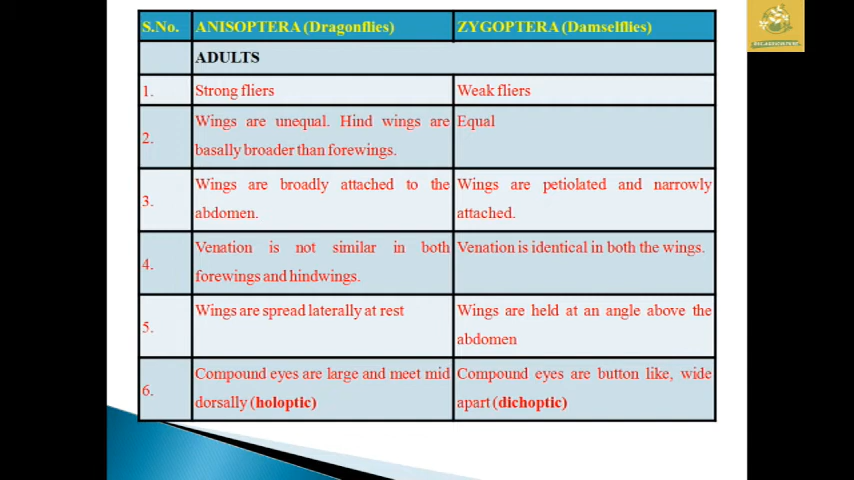 S.No. ANISOPTERA (Dragonflies) ZYGOPTERA (Damselflies)
ADULTS
1. Strong fliers Weak fliers
2. Wings are unequal. Hind wings are Equal
basally broader than forewings.
3. Wings are broadly attached to the Wings are petiolated and narrowly
abdomen. attached.
4. Venation is not similar in both Venation is identical in both the wings.
forewings and hindwings.
5. Wings are spread laterally at rest Wings are held at an angle above the
abdomen
6. Compound eyes are large and meet mid Compound eyes are button like, wide
dorsally (holoptic) apart (dichoptic)